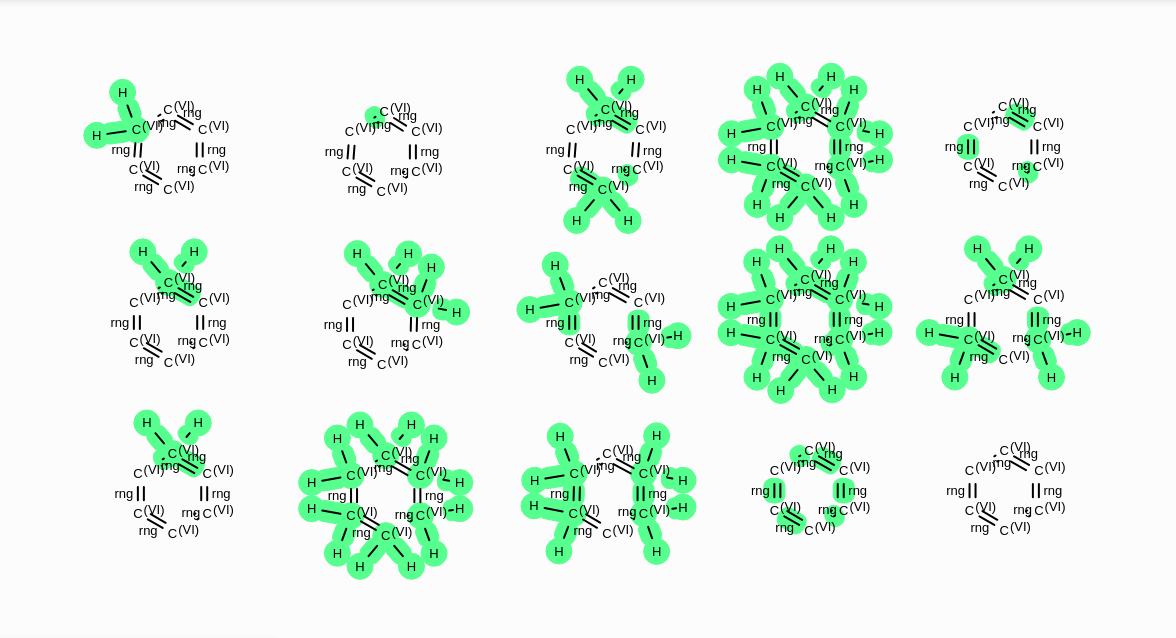 H
C(VI) rng
H C(VI) rng C(VI)
rng rng
C(VI) rng C(VI)
rng C(VI)
C(VI) rng
C(VI) rng C(VI)
rng rng
C(VI) rng C(VI)
rng C(VI)
H H
C(VI) rng
C(VI) rng C(VI)
rng rng
C(VI) rng C(VI)
rng C(VI)
H H
H H
H H
C(VI) rng
H C(VI) rng C(VI) H
rng rng
H C(VI) rng C(VI) H
rng C(VI)
H H
H H
C(VI) rng
C(VI) rng C(VI)
rng rng
C(VI) rng C(VI)
rng C(VI)
H H
C(VI) rng
C(VI) rng C(VI)
rng rng
C(VI) rng C(VI)
rng C(VI)
H H
H
C(VI) rng
C(VI) rng C(VI) H
rng rng
C(VI) rng C(VI)
rng C(VI)
H
C(VI) rng
H C(VI) rng C(VI)
rng rng
C(VI) rng C(VI) H
rng C(VI)
H
H H
H H
C(VI) rng
H C(VI) rng C(VI) H
rng rng
H C(VI) rng C(VI) H
rng C(VI)
H H
H H
H H
C(VI) rng
C(VI) rng C(VI)
rng rng
H C(VI) rng C(VI) H
rng C(VI)
H H
H H
C(VI) rng
C(VI) rng C(VI)
rng rng
C(VI) rng C(VI)
rng C(VI)
H H
H H
C(VI) rng
H C(VI) rng C(VI) H
rng rng
H C(VI) rng C(VI) H
rng C(VI)
H H
H H
H H
C(VI) rng
H C(VI) rng C(VI) H
rng rng
H C(VI) rng C(VI) H
rng C(VI)
H H
C(VI) rng
C(VI) rng C(VI)
rng rng
C(VI) rng C(VI)
rng C(VI)
C(VI) rng
C(VI) rng C(VI)
rng rng
C(VI) rng C(VI)
rng C(VI)